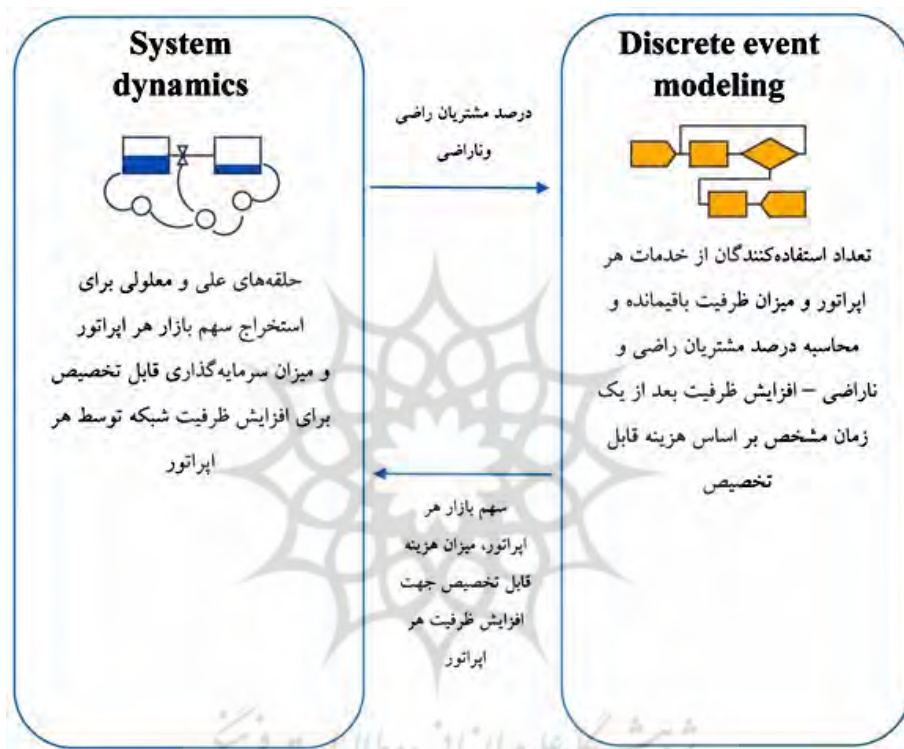 System
dynamics
حلقه‌های علی و معلولی برای
استخراج سهم بازار هر اپراتور
و میزان سرمایه‌گذاری قابل تخصیص
برای افزایش ظرفیت شبکه توسط هر
اپراتور
درصد مشتریان راضی
وناراضی
سهم بازار هر
اپراتور، میزان هزینه
قابل تخصیص جهت
افزایش ظرفیت هر
اپراتور
Discrete event
modeling
تعداد استفاده‌کنندگان از خدمات هر
اپراتور و میزان ظرفیت باقیمانده و
محاسبه درصد مشتریان راضی و
ناراضی – افزایش ظرفیت بعد از یک
زمان مشخص بر اساس هزینه قابل
تخصیص